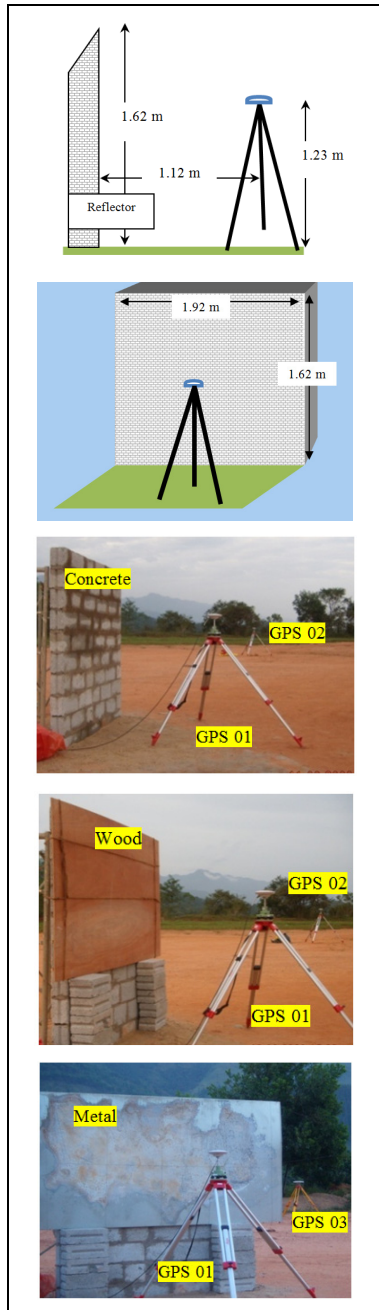 1.62 m
1.23 m
1.12 m
Reflector
1.92 m
1.62 m
Concrete
GPS 02
GPS 01
Wood
GPS 02
GPS 01
Metal
GPS 03
GPS 01